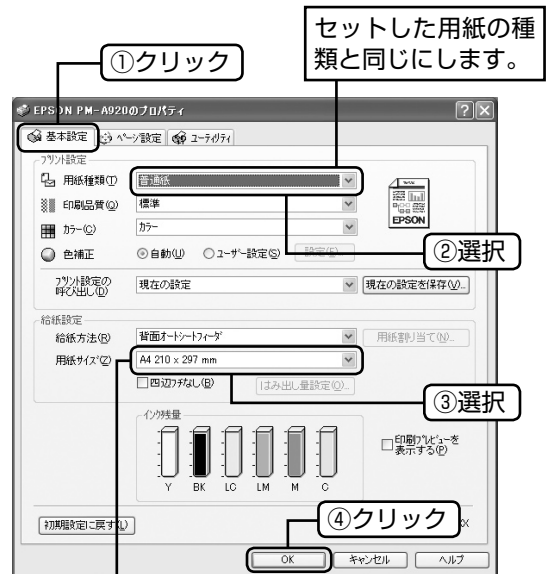 セットした用紙の種
類と同じにします。
①クリック
EPSON PM-A920のプロパティ
基本設定 ページ設定 ユーティリティ
プリント設定
用紙種類(T) 普通紙
印刷品質(Q) 標準
カラー(C) カラー
EPSON
②選択
色補正 自動(U) ユーザー設定(S) 設定(E)...
プリント設定の
呼び出し(D) 現在の設定 現在の設定を保存(V)...
給紙設定
給紙方法(R) 背面オートシートフィーダ 用紙割り当て(N)...
用紙サイズ(Z) A4 210 x 297 mm
四辺フチなし(B) はみ出し量設定(O)...
③選択
インク残量
印刷プレビューを
表示する(P)
Y BK LC LM M C
初期設定に戻す(L)
④クリック
OK キャンセル ヘルプ